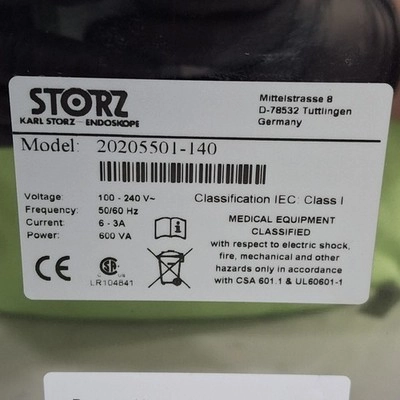 STORZ
KARL STORZ — ENDOSKOPE
Mittelstrasse 8
D-78532 Tuttlingen
Germany
Model: 20205501-140
Voltage: 100 - 240 V~
Frequency: 50/60 Hz
Current: 6 - 3A
Power: 600 VA
Classification IEC: Class I
MEDICAL EQUIPMENT
CLASSIFIED
with respect to electric shock,
fire, mechanical and other
hazards only in accordance
with CSA 601.1 & UL60601-1
CE
C US
LR104641